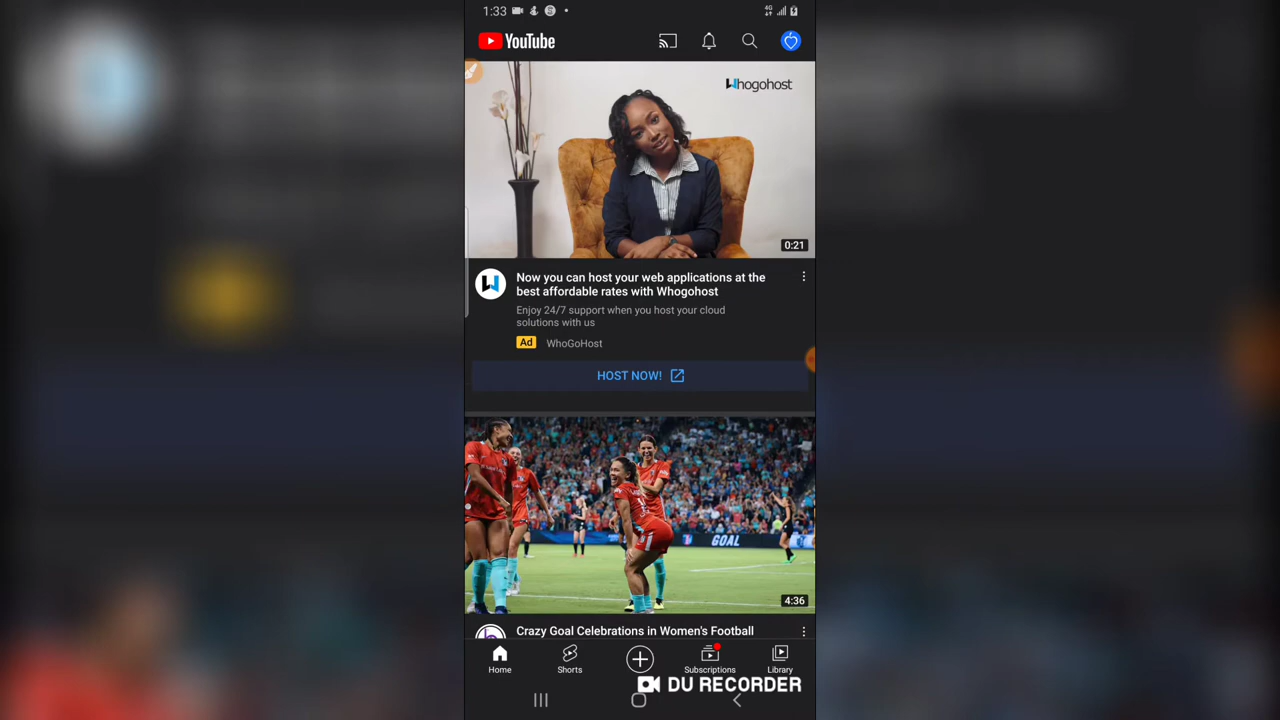 1:33
4G
YouTube
Whogohost
0:21
Now you can host your web applications at the
best affordable rates with Whogohost
Enjoy 24/7 support when you host your cloud
solutions with us
Ad WhoGoHost
HOST NOW!
GOAL
4:36
Crazy Goal Celebrations in Women's Football
Home Shorts Subscriptions Library
DU RECORDER